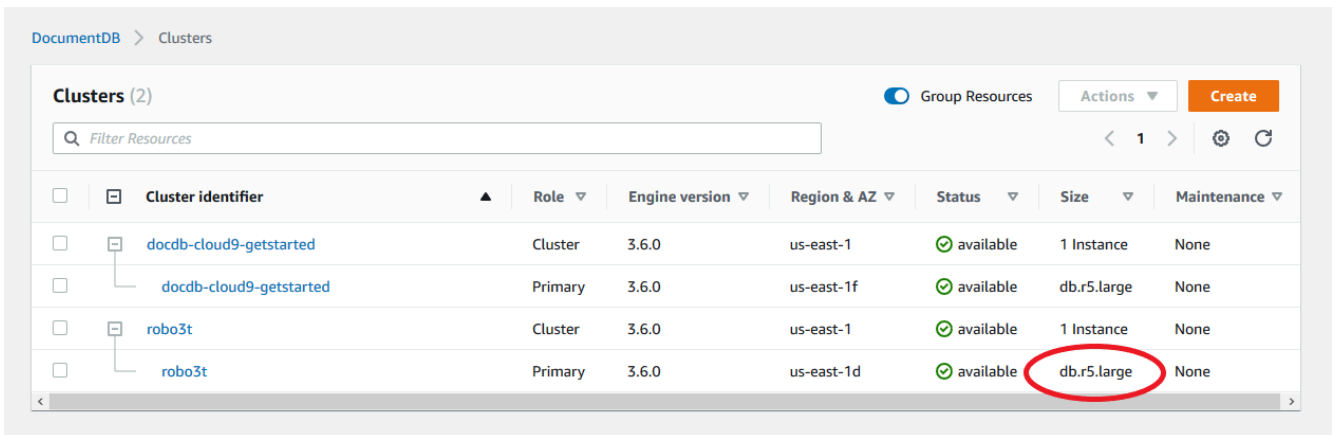 DocumentDB > Clusters
Clusters (2) Group Resources Actions Create
Filter Resources < 1 >
Cluster identifier Role Engine version Region & AZ Status Size Maintenance
docdb-cloud9-getstarted Cluster 3.6.0 us-east-1 available 1 Instance None
docdb-cloud9-getstarted Primary 3.6.0 us-east-1f available db.r5.large None
robo3t Cluster 3.6.0 us-east-1 available 1 Instance None
robo3t Primary 3.6.0 us-east-1d available db.r5.large None